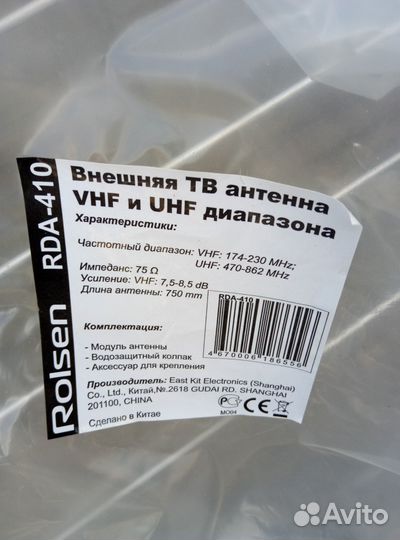 Rolsen RDA-410
Внешняя ТВ антенна
VHF и UHF диапазона
Характеристики:
Частотный диапазон: VHF: 174-230 MHz;
UHF: 470-862 MHz
Импеданс: 75 Ω
Усиление: VHF: 7,5-8,5 dB
Длина антенны: 750 mm
RDA-410
4670006186556
Комплектация:
- Модуль антенны
- Водозащитный колпак
- Аксессуар для крепления
Производитель: East Kit Electronics (Shanghai)
Co., Ltd., Китай,№.2618 GUDAI RD. SHANGHAI
201100, CHINA
Сделано в Китае
МО04
CE
Avito